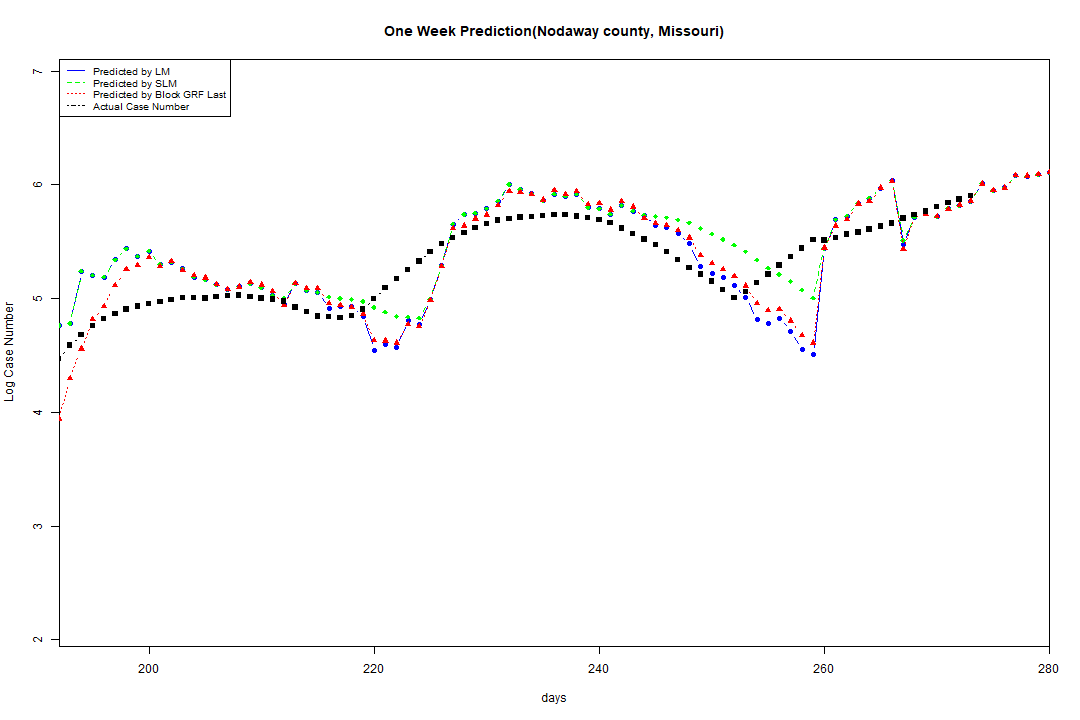 One Week Prediction(Nodaway county, Missouri)
Predicted by LM
Predicted by SLM
Predicted by Block GRF Last
Actual Case Number
7
6
5
4
3
2
Log Case Number
200 220 240 260 280
days